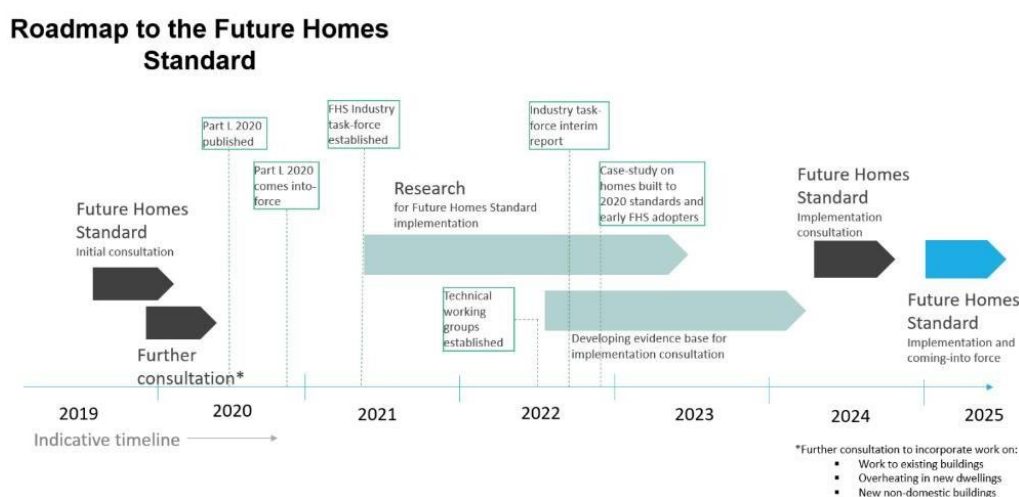 Roadmap to the Future Homes
Standard
Part L 2020
published
Part L 2020
comes into-
force
FHS Industry
task-force
established
Industry task-
force interim
report
Case-study on
homes built to
2020 standards and
early FHS adopters
Future Homes
Standard
Initial consultation
Further
consultation*
Research
for Future Homes Standard
implementation
Technical
working
groups
established
Developing evidence base for
implementation consultation
Future Homes
Standard
Implementation
consultation
Future Homes
Standard
Implementation and
coming-into force
2019
2020
2021
2022
2023
2024
2025
Indicative timeline
*Further consultation to incorporate work on:
▪ Work to existing buildings
▪ Overheating in new dwellings
▪ New non-domestic buildings